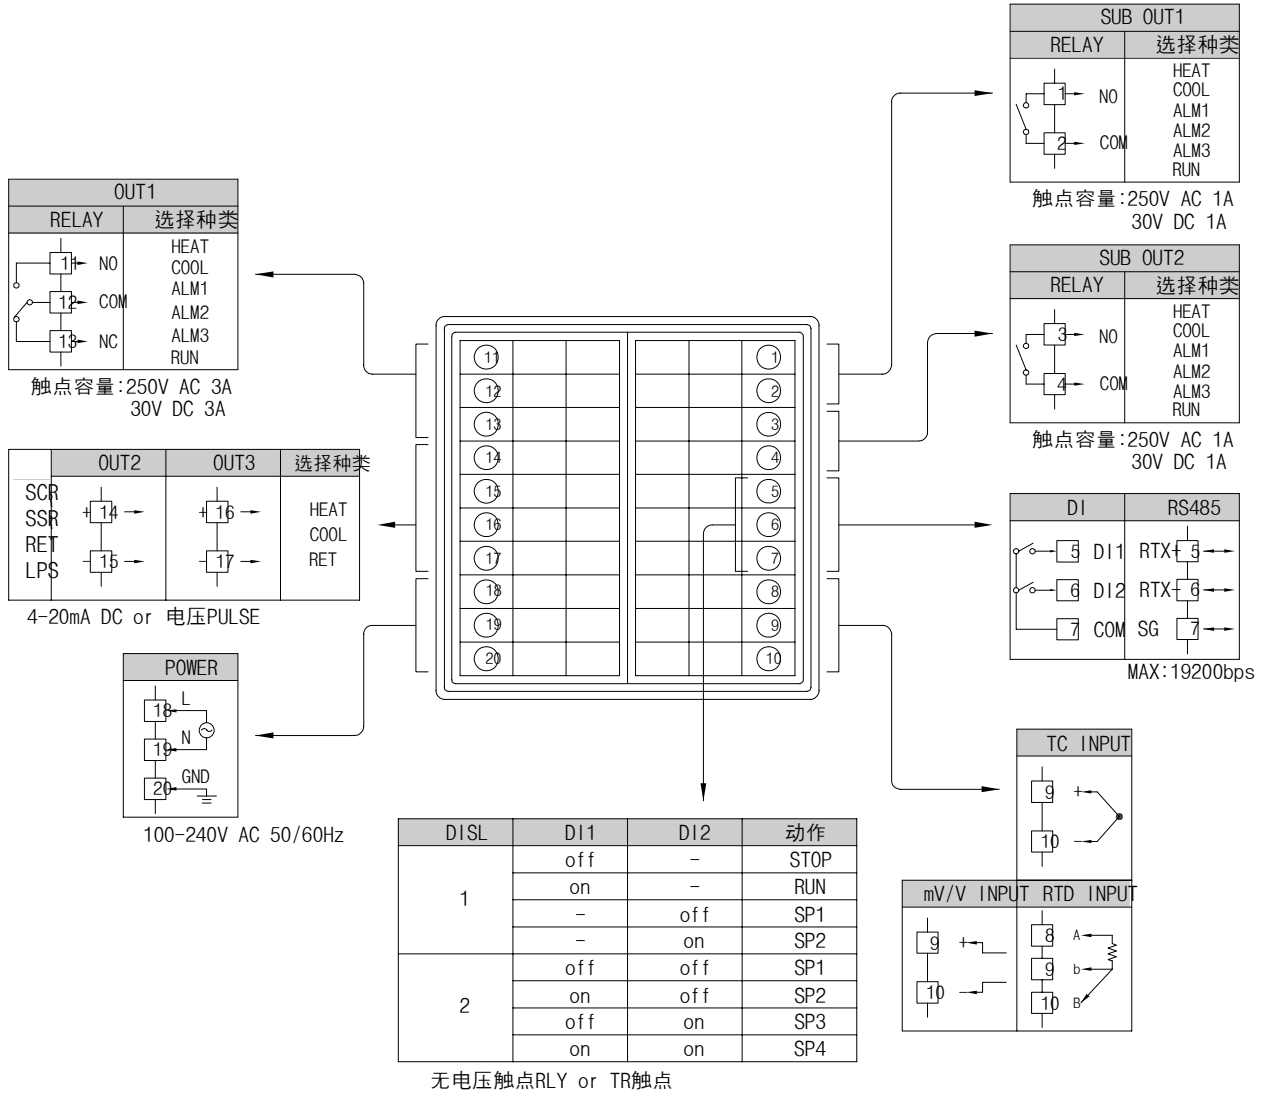 SUB OUT1
RELAY 选择种类
1 NO
2 COM
HEAT
COOL
ALM1
ALM2
ALM3
RUN
触点容量:250V AC 1A
30V DC 1A
OUT1
RELAY 选择种类
11 NO
12 COM
13 NC
HEAT
COOL
ALM1
ALM2
ALM3
RUN
触点容量:250V AC 3A
30V DC 3A
SUB OUT2
RELAY 选择种类
3 NO
4 COM
HEAT
COOL
ALM1
ALM2
ALM3
RUN
触点容量:250V AC 1A
30V DC 1A
11 1
12 2
13 3
14 4
15 5
16 6
17 7
18 8
19 9
20 10
OUT2 OUT3 选择种类
SCR
SSR
RET
LPS
+ 14 + 16
- 15 - 17
HEAT
COOL
RET
4-20mA DC or 电压PULSE
DI RS485
5 DI1 RTX+ 5
6 DI2 RTX- 6
7 COM SG 7
MAX:19200bps
POWER
18 L
19 N
20 GND
100-240V AC 50/60Hz
TC INPUT
9 +
10 -
mV/V INPUT RTD INPUT
9 + 8 A
9 b
10 - 10 B
DISL DI1 DI2 动作
1
off - STOP
on - RUN
- off SP1
- on SP2
2
off off SP1
on off SP2
off on SP3
on on SP4
无电压触点RLY or TR触点